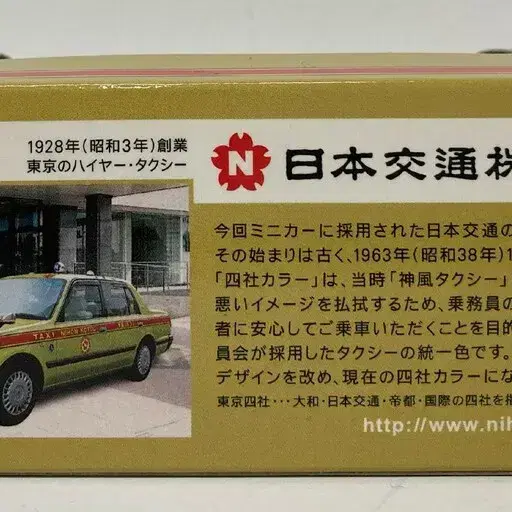 1928年(昭和3年)創業
東京のハイヤー・タクシー
N 日本交通株
今回ミニカーに採用された日本交通の
その始まりは古く、1963年(昭和38年)1
「四社カラー」は、当時「神風タクシー」
悪いイメージを払拭するため、乗務員の
者に安心してご乗車いただくことを目的
員会が採用したタクシーの統一色です。
デザインを改め、現在の四社カラーにな
東京四社・・・大和・日本交通・帝都・国際の四社を指
http://www.nih
TAXI